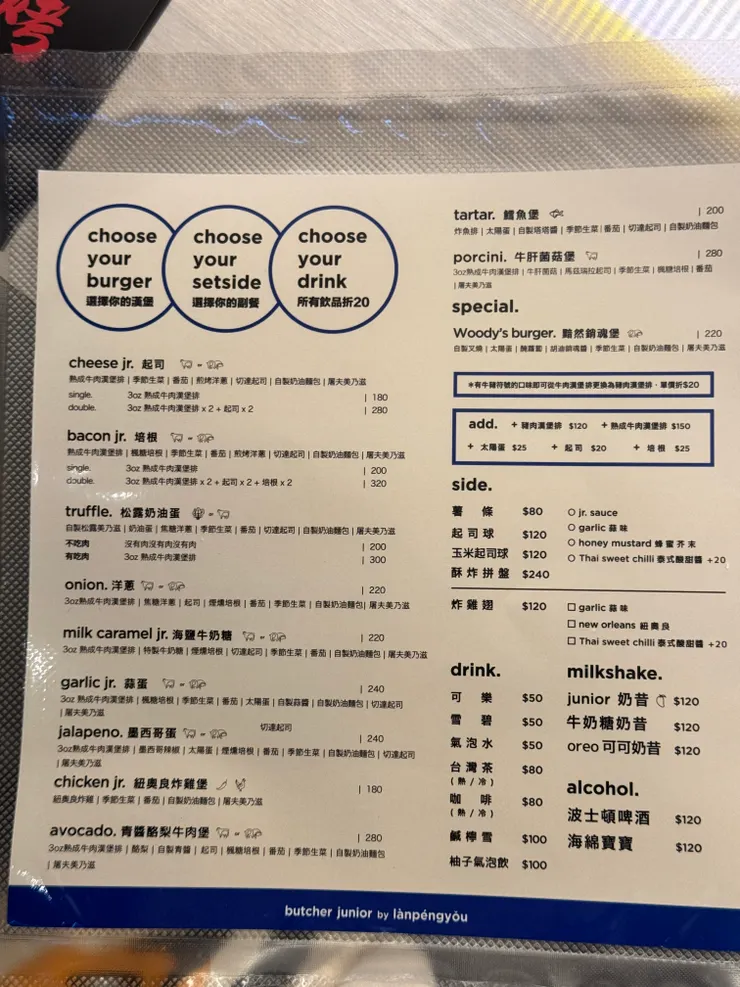 choose your burger
選擇你的漢堡
choose your setside
選擇你的副餐
choose your drink
所有飲品折20
cheese jr. 起司
熟成牛肉漢堡排 | 季節生菜 | 番茄 | 煎烤洋蔥 | 切達起司 | 自製奶油麵包 | 屠夫美乃滋
single. 3oz 熟成牛肉漢堡排 | 180
double. 3oz 熟成牛肉漢堡排 x 2 + 起司 x 2 | 280
bacon jr. 培根
熟成牛肉漢堡排 | 楓糖培根 | 季節生菜 | 番茄 | 煎烤洋蔥 | 切達起司 | 自製奶油麵包 | 屠夫美乃滋
single. 3oz 熟成牛肉漢堡排 | 200
double. 3oz 熟成牛肉漢堡排 x 2 + 起司 x 2 + 培根 x 2 | 320
truffle. 松露奶油蛋
自製松露美乃滋 | 奶油蛋 | 焦糖洋蔥 | 季節生菜 | 番茄 | 切達起司 | 自製奶油麵包 | 屠夫美乃滋
不吃肉 沒有肉沒有肉沒有肉 | 200
有吃肉 3oz 熟成牛肉漢堡排 | 300
onion. 洋蔥 | 220
3oz熟成牛肉漢堡排 | 焦糖洋蔥 | 起司 | 煙燻培根 | 番茄 | 季節生菜 | 自製奶油麵包 | 屠夫美乃滋
milk caramel jr. 海鹽牛奶糖 | 220
3oz 熟成牛肉漢堡排 | 特製牛奶糖 | 煙燻培根 | 切達起司 | 季節生菜 | 番茄 | 自製奶油麵包 | 屠夫美乃滋
garlic jr. 蒜蛋 | 240
3oz 熟成牛肉漢堡排 | 楓糖培根 | 季節生菜 | 番茄 | 太陽蛋 | 自製蒜醬 | 自製奶油麵包 | 切達起司
| 屠夫美乃滋
jalapeno. 墨西哥蛋 切達起司 | 240
3oz熟成牛肉漢堡排 | 墨西哥辣椒 | 太陽蛋 | 煙燻培根 | 番茄 | 季節生菜 | 自製奶油麵包 | 切達起司
| 屠夫美乃滋
chicken jr. 紐奧良炸雞堡 | 180
紐奧良炸雞 | 季節生菜 | 番茄 | 自製奶油麵包 | 屠夫美乃滋
avocado. 青醬酪梨牛肉堡 | 280
3oz熟成牛肉漢堡排 | 酪梨 | 自製青醬 | 起司 | 楓糖培根 | 番茄 | 季節生菜 | 自製奶油麵包
| 屠夫美乃滋
tartar. 鱈魚堡 | 200
炸魚排 | 太陽蛋 | 自製塔塔醬 | 季節生菜 | 番茄 | 切達起司 | 自製奶油麵包
porcini. 牛肝菌菇堡 | 280
3oz熟成牛肉漢堡排 | 牛肝菌菇 | 馬茲瑞拉起司 | 季節生菜 | 楓糖培根 | 番茄
| 屠夫美乃滋
special.
Woody's burger. 黯然銷魂堡 | 220
自製叉燒 | 太陽蛋 | 醃蘿蔔 | 胡油銷魂醬 | 季節生菜 | 自製奶油麵包 | 屠夫美乃滋
*有牛豬符號的口味即可從牛肉漢堡排更換為豬肉漢堡排，單價折$20
add. + 豬肉漢堡排 $120 + 熟成牛肉漢堡排 $150
+ 太陽蛋 $25 + 起司 $20 + 培根 $25
side.
薯條 $80
起司球 $120
玉米起司球 $120
酥炸拼盤 $240
jr. sauce
garlic 蒜味
honey mustard 蜂蜜芥末
Thai sweet chilli 泰式酸甜醬 +20
炸雞翅 $120
garlic 蒜味
new orleans 紐奧良
Thai sweet chilli 泰式酸甜醬 +20
drink.
可樂 $50
雪碧 $50
氣泡水 $50
台灣茶 $80
(熱/冷)
咖啡 $80
(熱/冷)
鹹檸雪 $100
柚子氣泡飲 $100
milkshake.
junior 奶昔 $120
牛奶糖奶昔 $120
oreo 可可奶昔 $120
alcohol.
波士頓啤酒 $120
海綿寶寶 $120
butcher junior by lànpéngyǒu